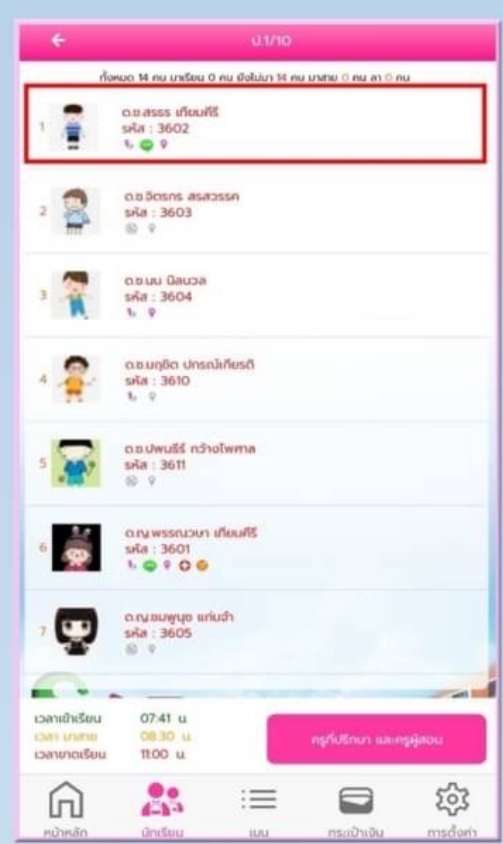 ป.1/10
ทั้งหมด 14 คน มาเรียน 0 คน ยังไม่มา 14 คน มาสาย 0 คน ลา 0 คน
1
ด.ช.สรธร เทียมศิริ
รหัส : 3602
2
ด.ช.จิตรกร สรสวรรค
รหัส : 3603
3
ด.ช.นน นิลนวล
รหัส : 3604
4
ด.ช.นฤชิต ปกรณ์เกียรติ
รหัส : 3610
5
ด.ช.ปพนธีร์ กว้างไพศาล
รหัส : 3611
6
ด.ญ.พรรณวษา เทียมศิริ
รหัส : 3601
7
ด.ญ.ชมพูนุช แก่นจำ
รหัส : 3605
เวลาเข้าเรียน 07:41 น.
เวลา มาสาย 08:30 น.
เวลาขาดเรียน 11:00 น.
ครูที่ปรึกษา และครูผู้สอน
หน้าหลัก นักเรียน เมนู กระเป๋าเงิน การตั้งค่า